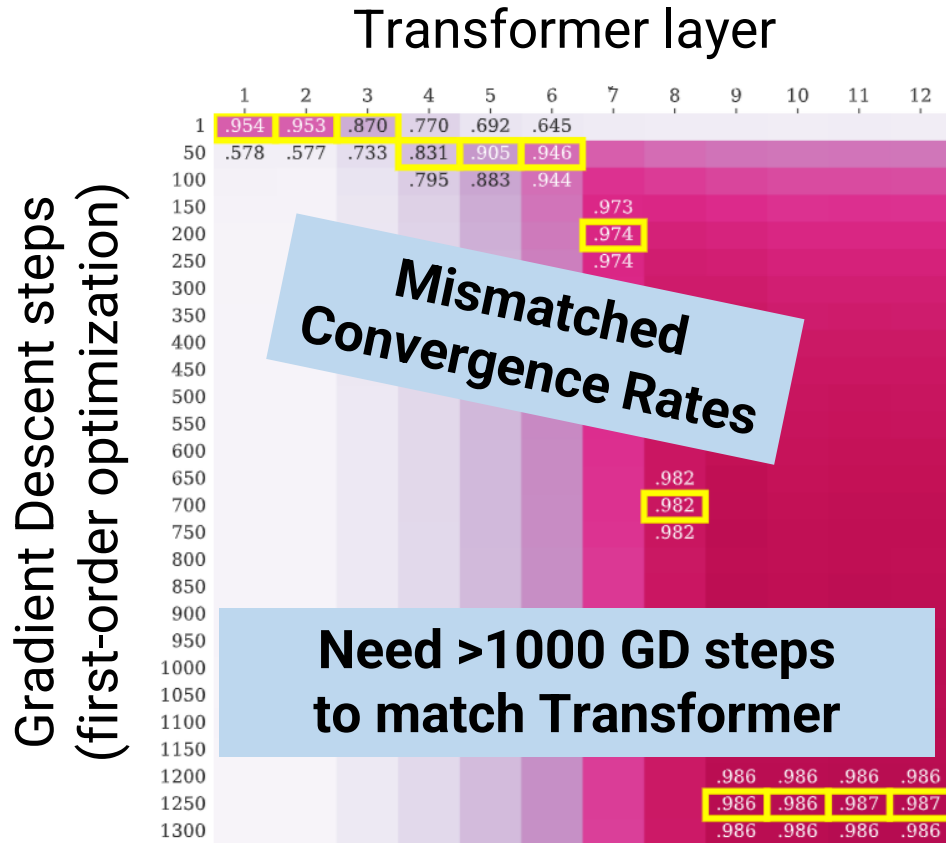 Transformer layer
1 2 3 4 5 6 7 8 9 10 11 12
Gradient Descent steps
(first-order optimization)
1 .954 .953 .870 .770 .692 .645
50 .578 .577 .733 .831 .905 .946
100 .795 .883 .944
150 .973
200 .974
250 .974
300
350
400
450
500
550
600
650 .982
700 .982
750 .982
800
850
900
950
1000
1050
1100
1150
1200 .986 .986 .986 .986
1250 .986 .986 .987 .987
1300 .986 .986 .986 .986
Mismatched
Convergence Rates
Need >1000 GD steps
to match Transformer